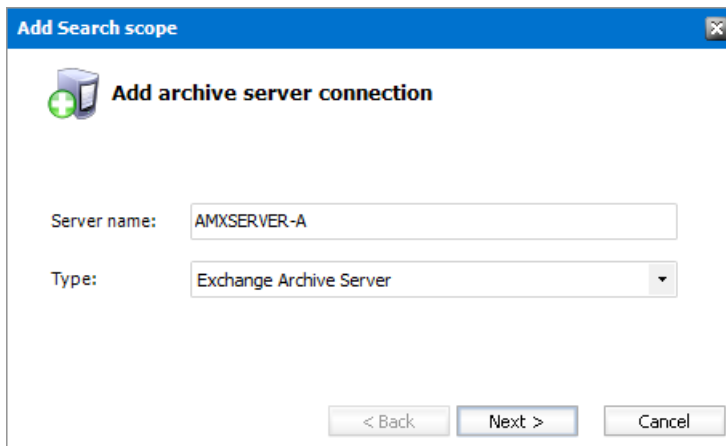 Add Search scope
Add archive server connection
Server name: AMXSERVER-A
Type: Exchange Archive Server
< Back Next > Cancel